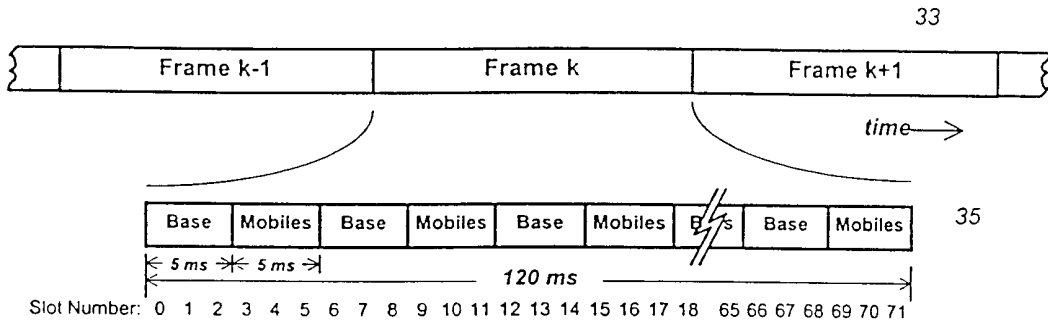 33
Frame k-1 Frame k Frame k+1
time
Base Mobiles Base Mobiles Base Mobiles Base Mobiles
35
5 ms 5 ms
120 ms
Slot Number: 0 1 2 3 4 5 6 7 8 9 10 11 12 13 14 15 16 17 18 65 66 67 68 69 70 71